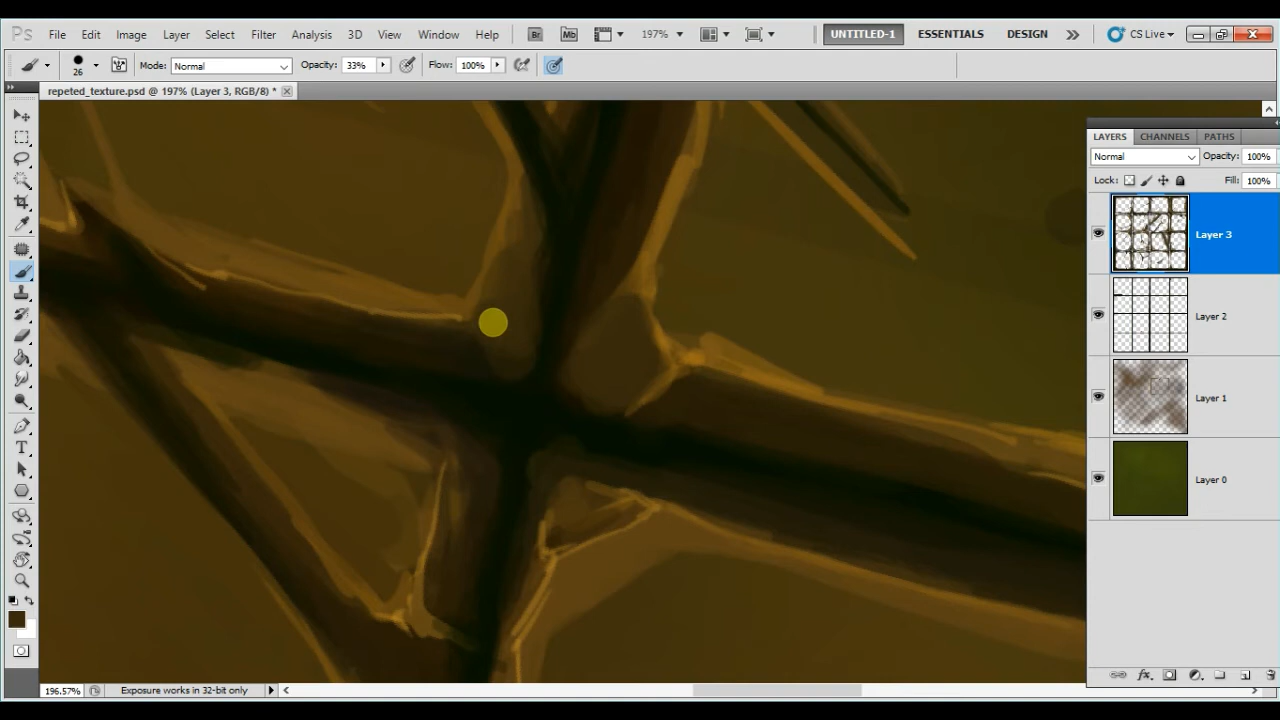 Ps File Edit Image Layer Select Filter Analysis 3D View Window Help Br Mb 197% UNTITLED-1 ESSENTIALS DESIGN CS Live
26 Mode: Normal Opacity: 33% Flow: 100%
repeted_texture.psd @ 197% (Layer 3, RGB/8) *
LAYERS CHANNELS PATHS
Normal Opacity: 100%
Lock: Fill: 100%
Layer 3
Layer 2
Layer 1
Layer 0
T
fx
196.57% Exposure works in 32-bit only